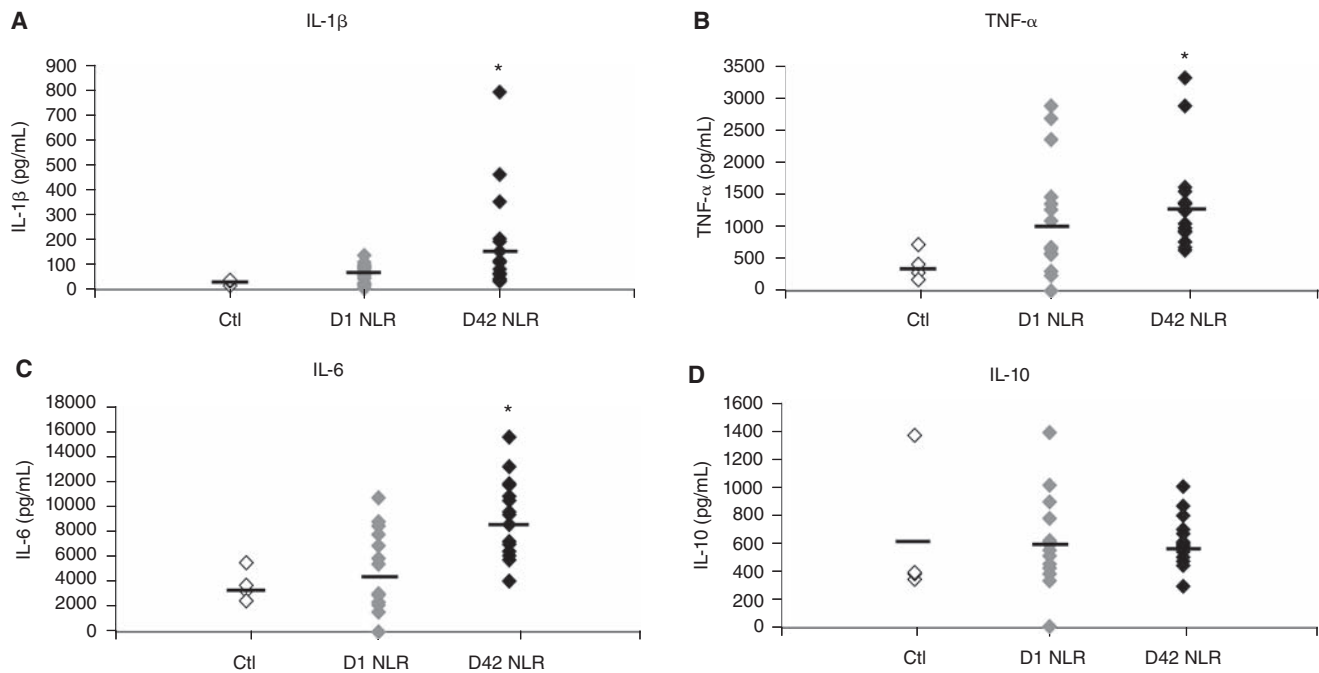 A
IL-1β
IL-1β (pg/mL)
900
800
700
600
500
400
300
200
100
0
*
Ctl
D1 NLR
D42 NLR
B
TNF-α
TNF-α (pg/mL)
3500
3000
2500
2000
1500
1000
500
0
*
Ctl
D1 NLR
D42 NLR
C
IL-6
IL-6 (pg/mL)
18000
16000
14000
12000
10000
8000
6000
4000
2000
0
*
Ctl
D1 NLR
D42 NLR
D
IL-10
IL-10 (pg/mL)
1600
1400
1200
1000
800
600
400
200
0
Ctl
D1 NLR
D42 NLR